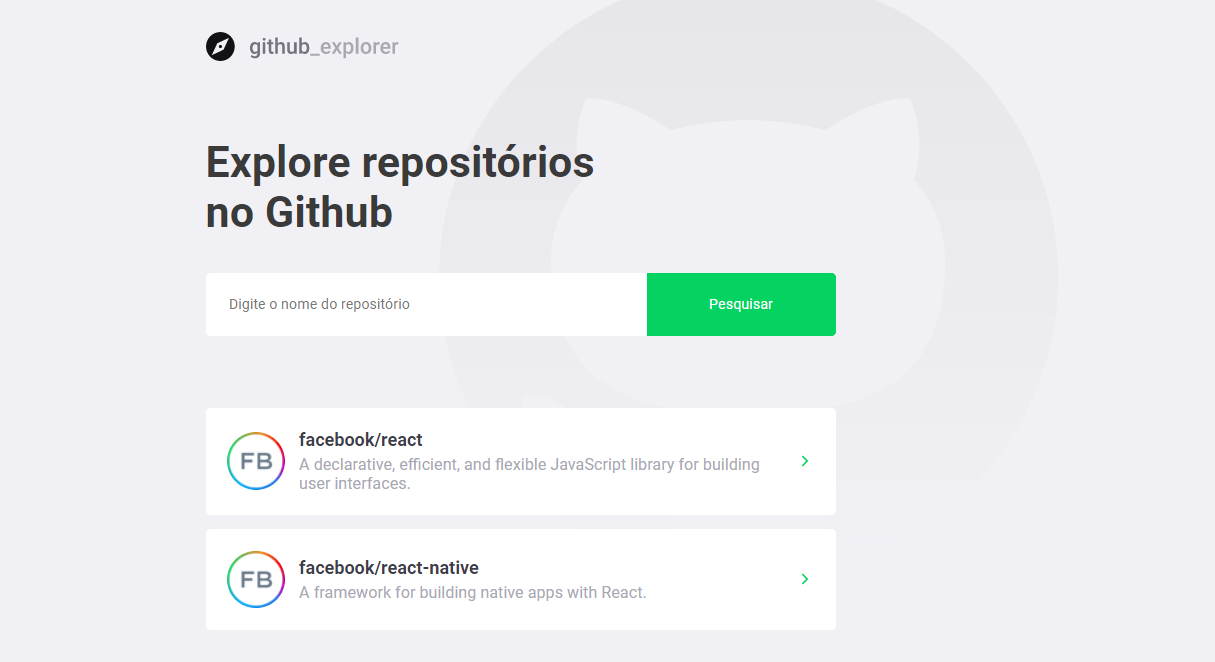 github_explorer
Explore repositórios
no Github
Digite o nome do repositório
Pesquisar
FB
facebook/react
A declarative, efficient, and flexible JavaScript library for building
user interfaces.
FB
facebook/react-native
A framework for building native apps with React.